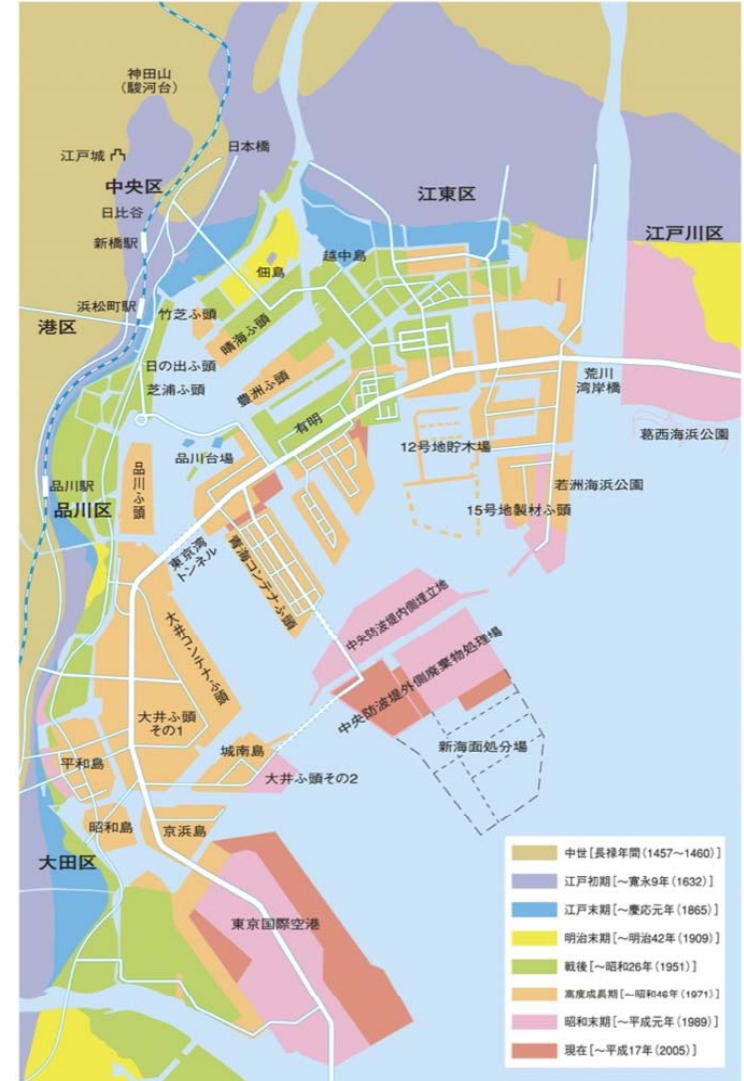 神田山
(駿河台)
江戸城
日本橋
中央区
江東区
日比谷
新橋駅
江戸川区
越中島
佃島
浜松町駅
竹芝ふ頭
港区
晴海ふ頭
日の出ふ頭
芝浦ふ頭
豊洲ふ頭
荒川
湾岸橋
有明
葛西海浜公園
12号地貯木場
品川台場
品川ふ頭
品川駅
若洲海浜公園
15号地製材ふ頭
品川区
東京湾
トンネル
青海コンテナふ頭
中央防波堤内側埋立地
大井コンテナふ頭
中央防波堤外側廃棄物処理場
大井ふ頭
その1
城南島
新海面処分場
平和島
大井ふ頭その2
昭和島
京浜島
大田区
東京国際空港
中世[長禄年間(1457〜1460)]
江戸初期[〜寛永9年(1632)]
江戸末期[〜慶応元年(1865)]
明治末期[〜明治42年(1909)]
戦後[〜昭和26年(1951)]
高度成長期[〜昭和46年(1971)]
昭和末期[〜平成元年(1989)]
現在[〜平成17年(2005)]